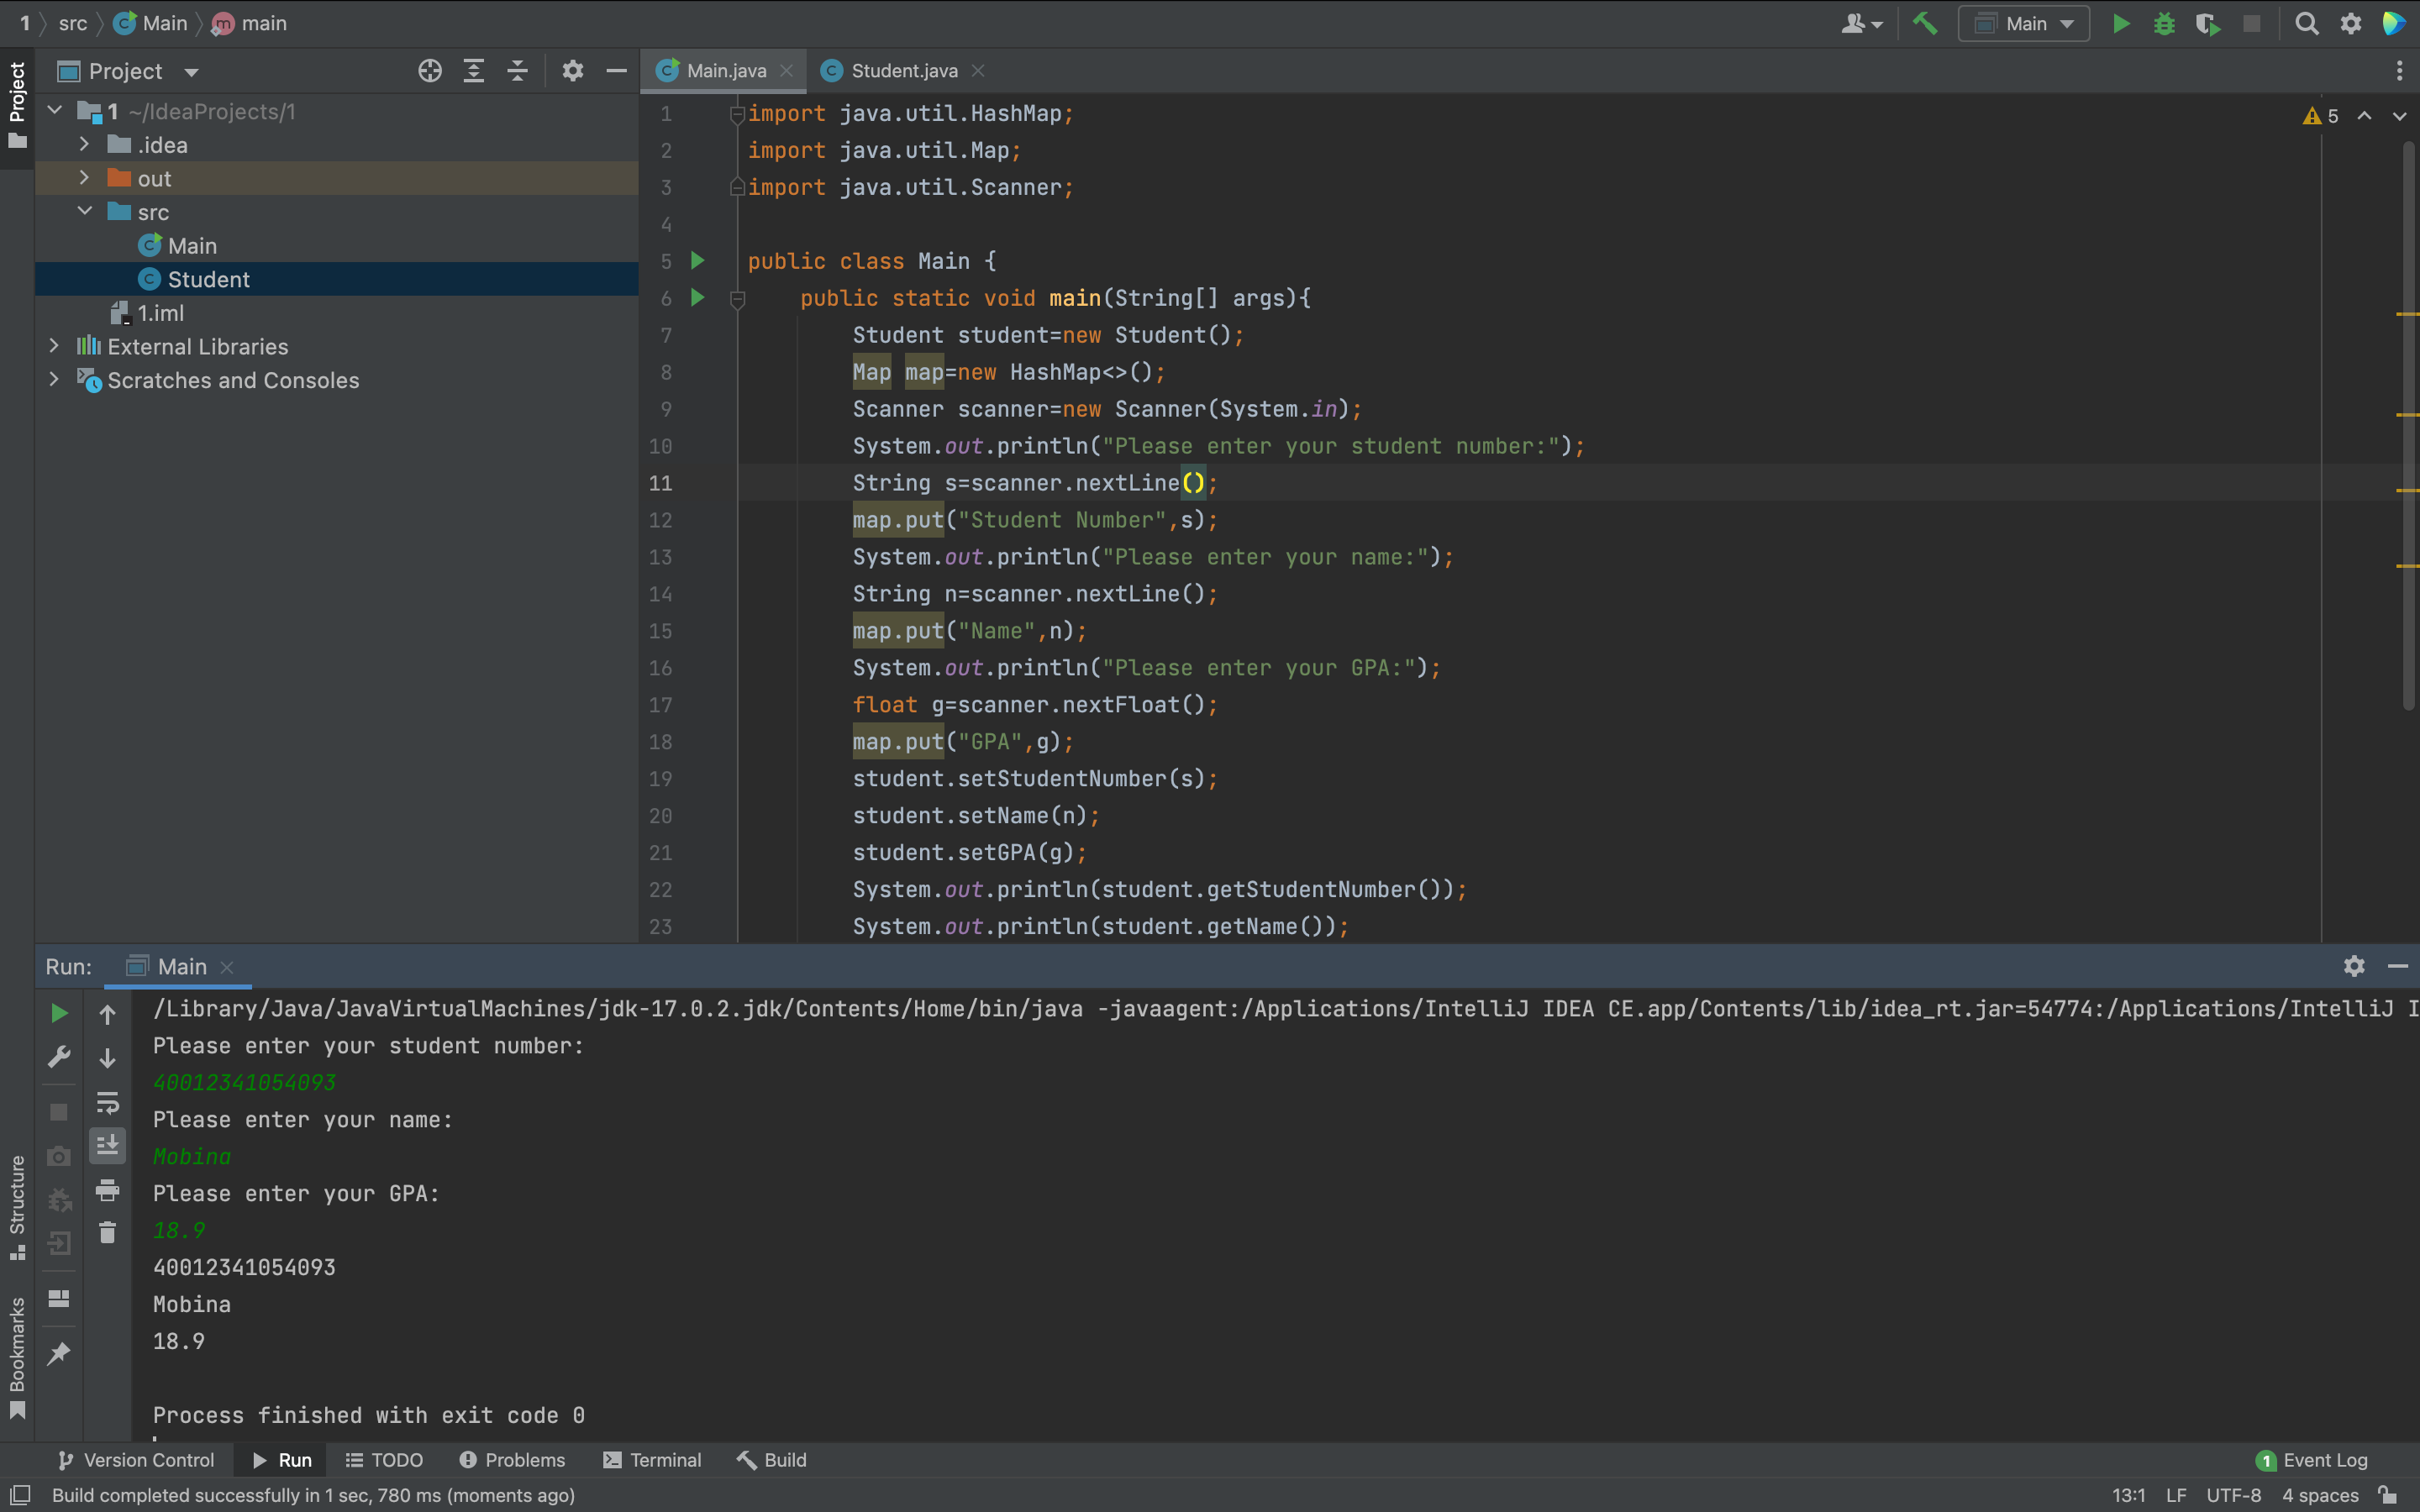 1 src Main main
Main
Project
Main.java Student.java
1 ~/IdeaProjects/1
.idea
out
src
Main
Student
1.iml
External Libraries
Scratches and Consoles
5
1 import java.util.HashMap;
2 import java.util.Map;
3 import java.util.Scanner;
4
5 public class Main {
6 public static void main(String[] args){
7 Student student=new Student();
8 Map map=new HashMap<>();
9 Scanner scanner=new Scanner(System.in);
10 System.out.println("Please enter your student number:");
11 String s=scanner.nextLine();
12 map.put("Student Number",s);
13 System.out.println("Please enter your name:");
14 String n=scanner.nextLine();
15 map.put("Name",n);
16 System.out.println("Please enter your GPA:");
17 float g=scanner.nextFloat();
18 map.put("GPA",g);
19 student.setStudentNumber(s);
20 student.setName(n);
21 student.setGPA(g);
22 System.out.println(student.getStudentNumber());
23 System.out.println(student.getName());
Project
Structure
Bookmarks
Run: Main
/Library/Java/JavaVirtualMachines/jdk-17.0.2.jdk/Contents/Home/bin/java -javaagent:/Applications/IntelliJ IDEA CE.app/Contents/lib/idea_rt.jar=54774:/Applications/IntelliJ I
Please enter your student number:
40012341054093
Please enter your name:
Mobina
Please enter your GPA:
18.9
40012341054093
Mobina
18.9
Process finished with exit code 0
Version Control Run TODO Problems Terminal Build
1 Event Log
Build completed successfully in 1 sec, 780 ms (moments ago)
13:1 LF UTF-8 4 spaces